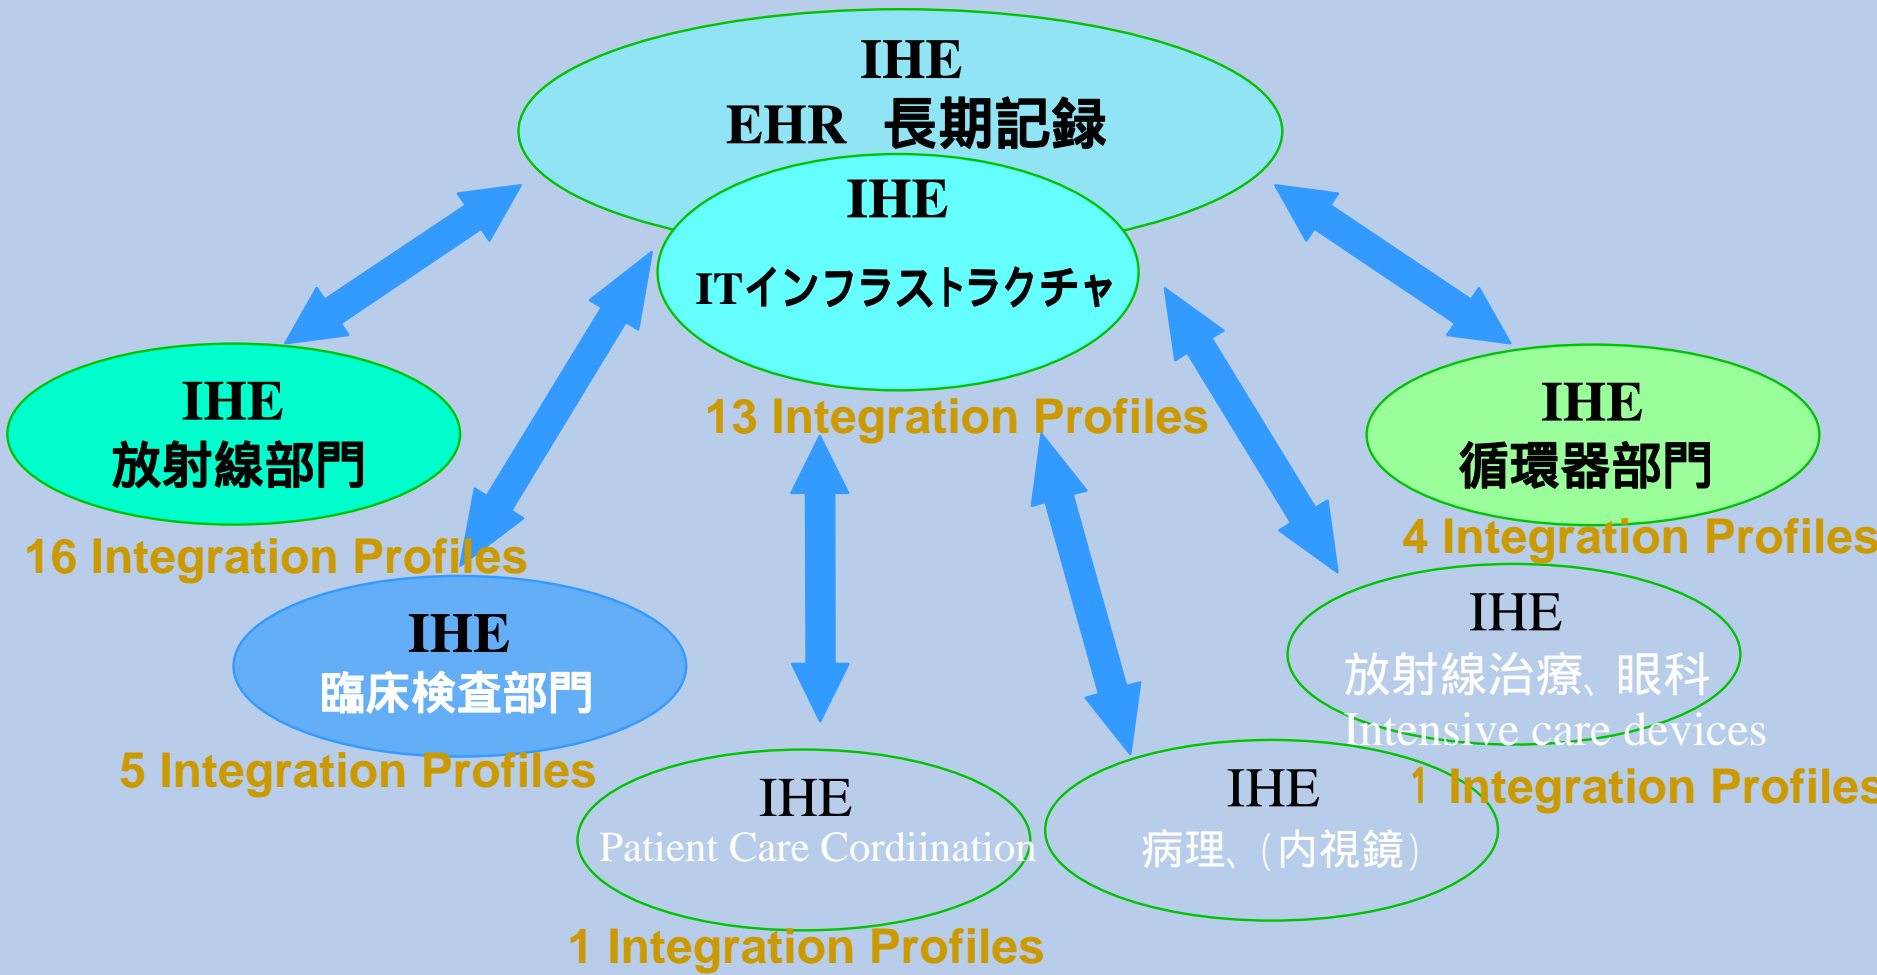 IHE
EHR 長期記録
IHE
ITインフラストラクチャ
13 Integration Profiles
IHE
放射線部門
16 Integration Profiles
IHE
循環器部門
4 Integration Profiles
IHE
臨床検査部門
5 Integration Profiles
IHE
放射線治療、眼科
Intensive care devices
1 Integration Profiles
IHE
Patient Care Cordiination
1 Integration Profiles
IHE
病理、(内視鏡)